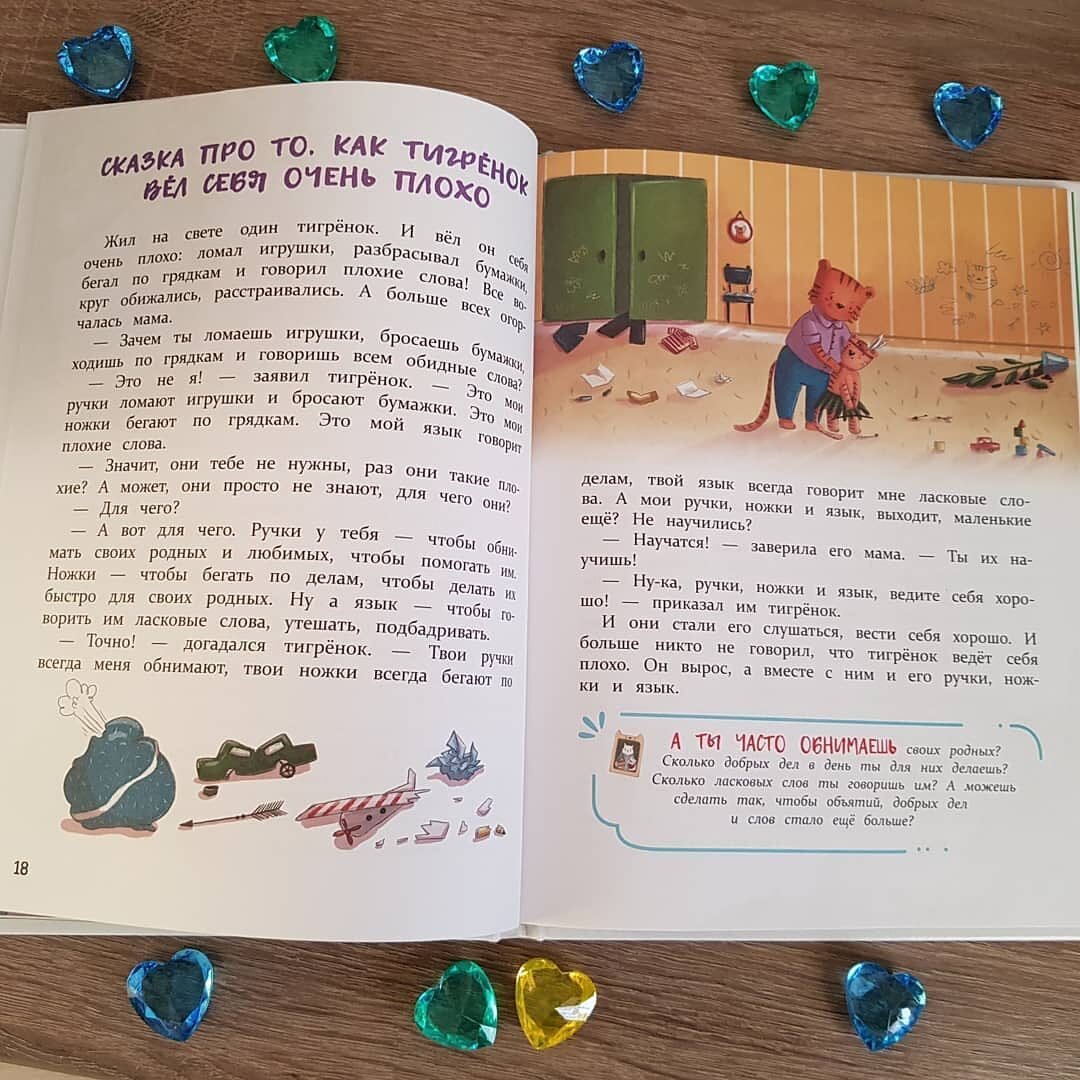 СКАЗКА ПРО ТО, КАК ТИГРЁНОК
ВЁЛ СЕБЯ ОЧЕНЬ ПЛОХО
Жил на свете один тигрёнок. И вёл он себя
очень плохо: ломал игрушки, разбрасывал бумажки,
бегал по грядкам и говорил плохие слова! Все во-
круг обижались, расстраивались. А больше всех огор-
чалась мама.
— Зачем ты ломаешь игрушки, бросаешь бумажки,
ходишь по грядкам и говоришь всем обидные слова?
— Это не я! — заявил тигрёнок. — Это мои
ручки ломают игрушки и бросают бумажки. Это мои
ножки бегают по грядкам. Это мой язык говорит
плохие слова.
— Значит, они тебе не нужны, раз они такие пло-
хие? А может, они просто не знают, для чего они?
— Для чего?
— А вот для чего. Ручки у тебя — чтобы обни-
мать своих родных и любимых, чтобы помогать им.
Ножки — чтобы бегать по делам, чтобы делать их
быстро для своих родных. Ну а язык — чтобы го-
ворить им ласковые слова, утешать, подбадривать.
— Точно! — догадался тигрёнок. — Твои ручки
всегда меня обнимают, твои ножки всегда бегают по
18
делам, твой язык всегда говорит мне ласковые сло-
ва. А мои ручки, ножки и язык, выходит, маленькие
ещё? Не научились?
— Научатся! — заверила его мама. — Ты их на-
учишь!
— Ну-ка, ручки, ножки и язык, ведите себя хоро-
шо! — приказал им тигрёнок.
И они стали его слушаться, вести себя хорошо. И
больше никто не говорил, что тигрёнок ведёт себя
плохо. Он вырос, а вместе с ним и его ручки, нож-
ки и язык.
А ТЫ ЧАСТО ОБНИМАЕШЬ своих родных?
Сколько добрых дел в день ты для них делаешь?
Сколько ласковых слов ты говоришь им? А можешь
сделать так, чтобы объятий, добрых дел
и слов стало ещё больше?